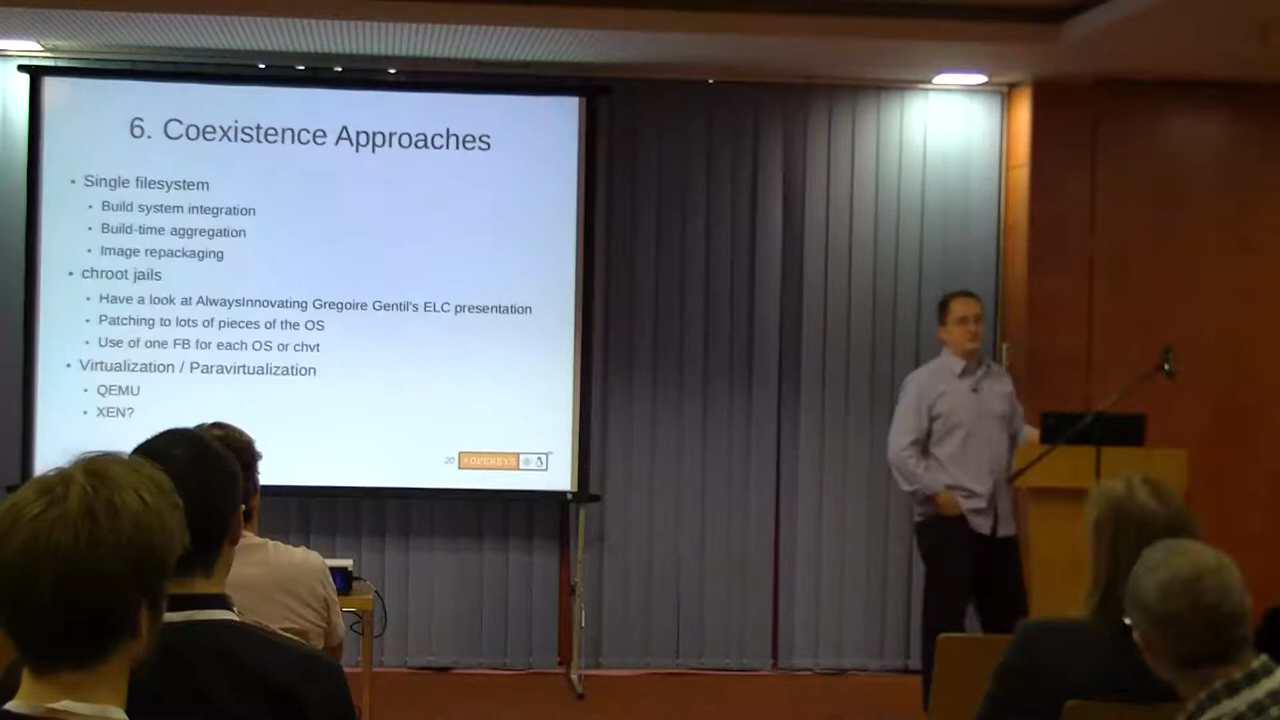 6. Coexistence Approaches
• Single filesystem
• Build system integration
• Build-time aggregation
• Image repackaging
• chroot jails
• Have a look at AlwaysInnovating Gregoire Gentil's ELC presentation
• Patching to lots of pieces of the OS
• Use of one FB for each OS or chvt
• Virtualization / Paravirtualization
• QEMU
• XEN?
20 OPERSYS